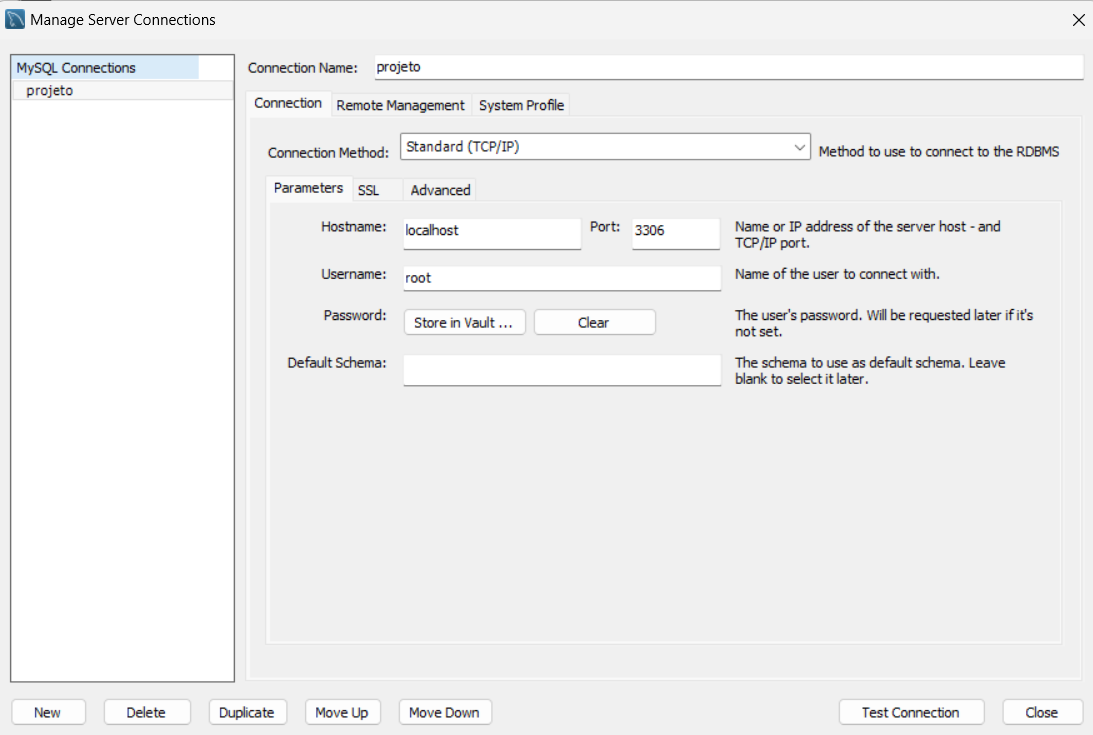 Manage Server Connections
MySQL Connections
projeto
Connection Name: projeto
Connection Remote Management System Profile
Connection Method: Standard (TCP/IP) Method to use to connect to the RDBMS
Parameters SSL Advanced
Hostname: localhost Port: 3306 Name or IP address of the server host - and
TCP/IP port.
Username: root Name of the user to connect with.
Password: Store in Vault ... Clear The user's password. Will be requested later if it's
not set.
Default Schema: The schema to use as default schema. Leave
blank to select it later.
New Delete Duplicate Move Up Move Down Test Connection Close